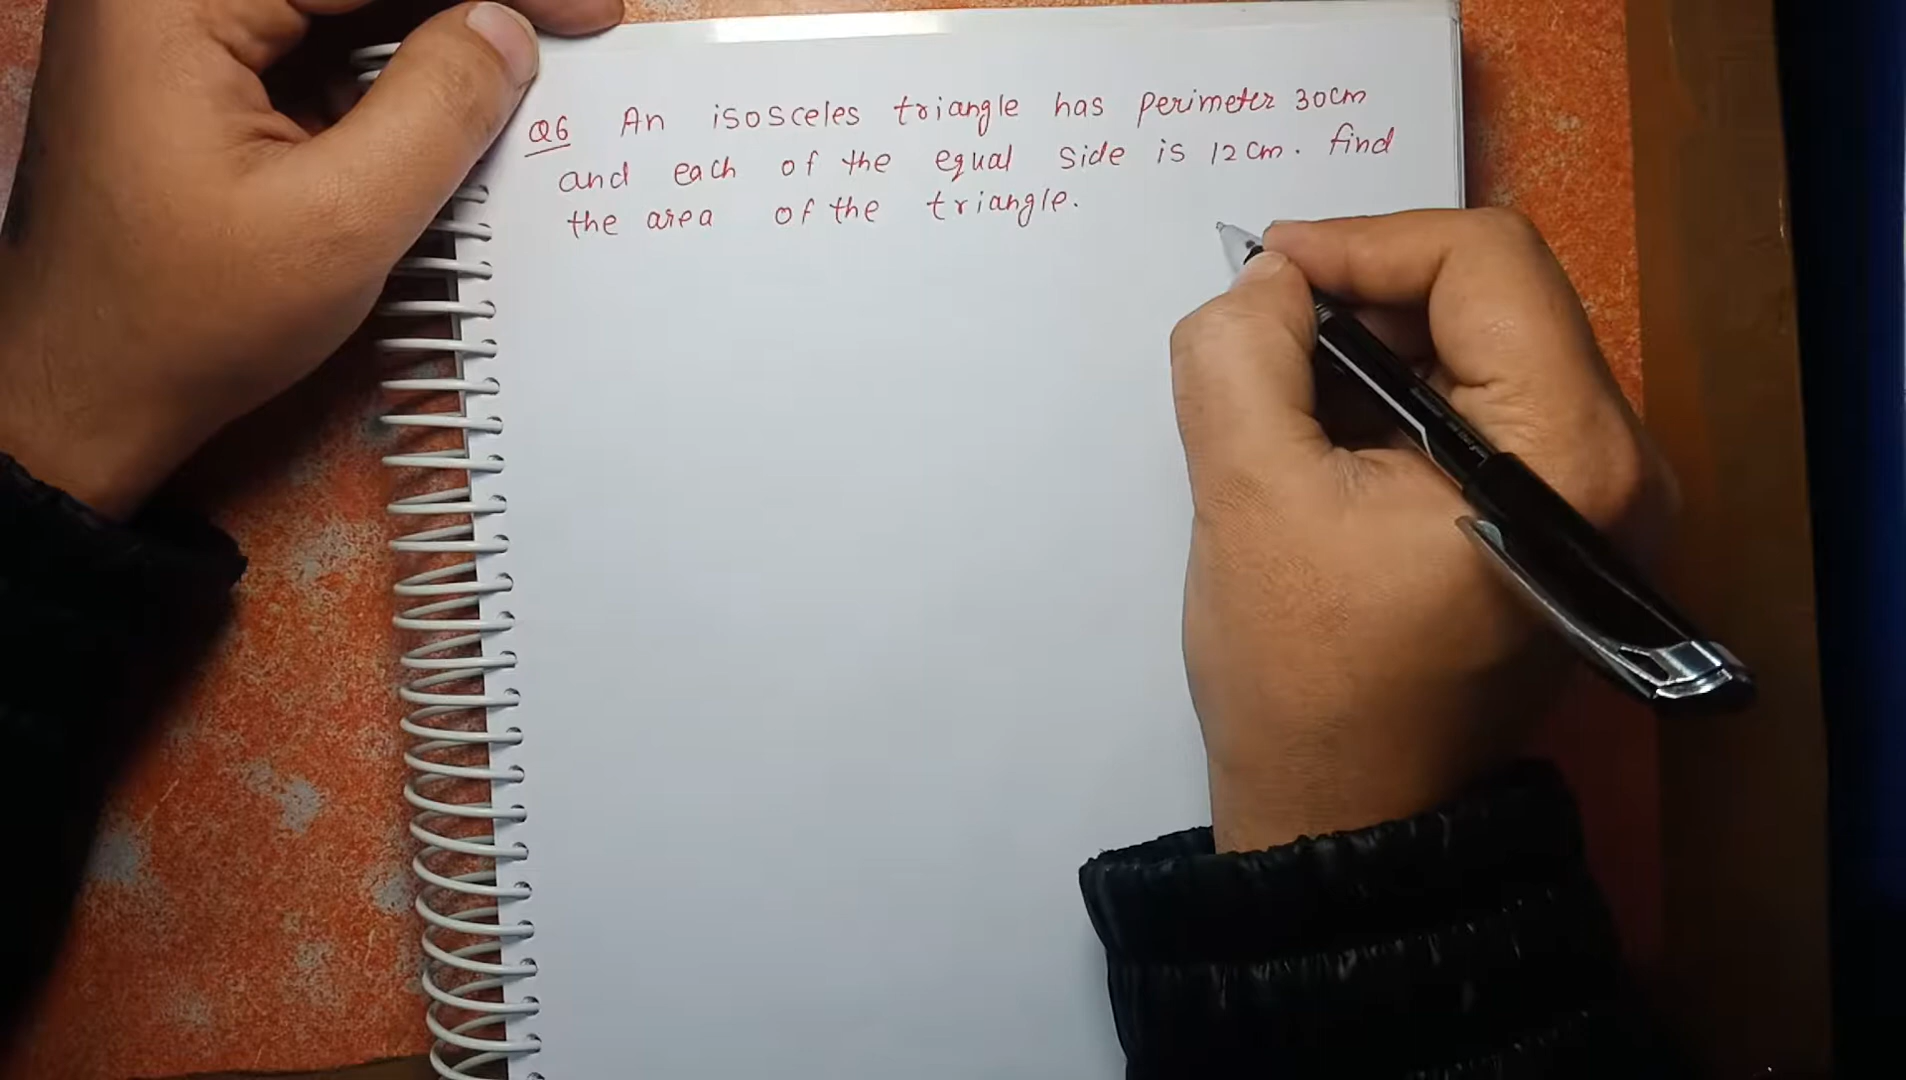 Q6 An isosceles triangle has perimeter 30cm
and each of the equal side is 12cm. find
the area of the triangle.